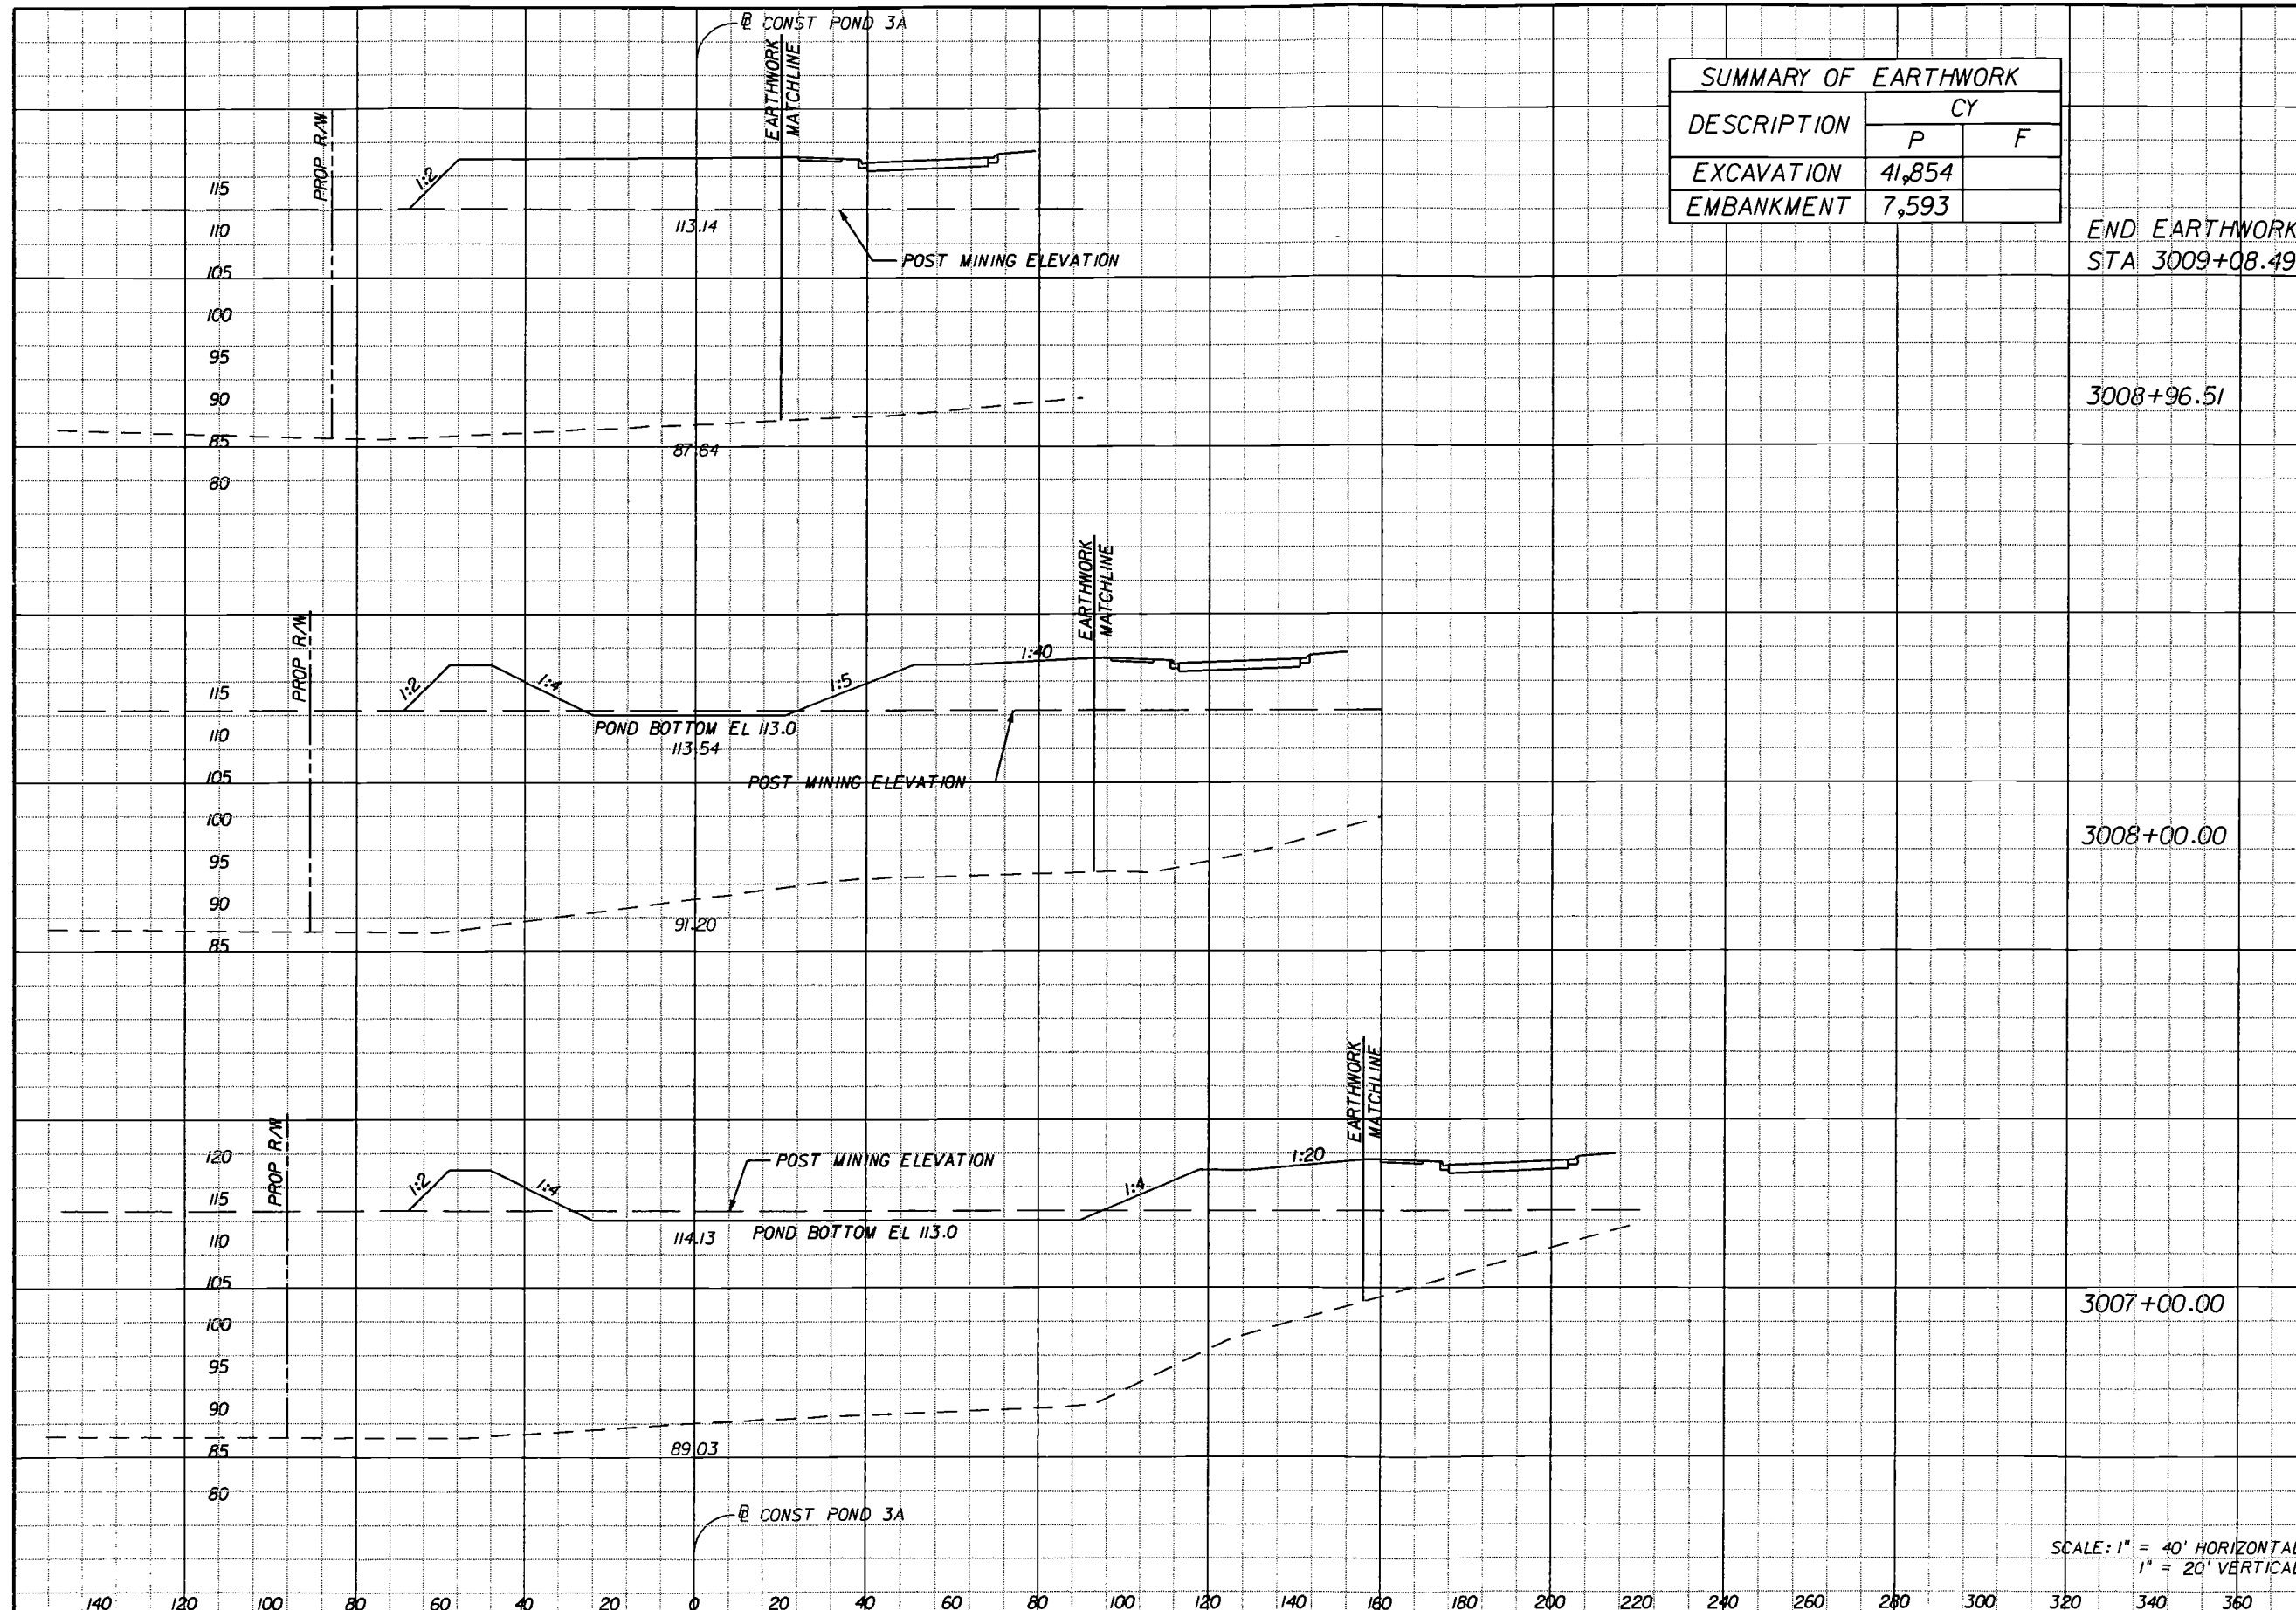 ℄ CONST POND 3A
SUMMARY OF EARTHWORK
DESCRIPTION
CY
P F
EXCAVATION 41,854
EMBANKMENT 7,593
END EARTHWORK
STA 3009+08.49
PROP R/W
EARTHWORK
MATCHLINE
1:2
115
110
105
100
95
90
85
80
113.14
POST MINING ELEVATION
87.64
3008+96.51
PROP R/W
EARTHWORK
MATCHLINE
1:2
1:4
1:5
1:40
115
110
105
100
95
90
85
POND BOTTOM EL 113.0
113.54
POST MINING ELEVATION
91.20
3008+00.00
PROP R/W
EARTHWORK
MATCHLINE
1:2
1:4
1:4
1:20
120
115
110
105
100
95
90
85
80
POST MINING ELEVATION
114.13 POND BOTTOM EL 113.0
89.03
3007+00.00
℄ CONST POND 3A
SCALE: 1" = 40' HORIZONTAL
1" = 20' VERTICAL
140 120 100 80 60 40 20 0 20 40 60 80 100 120 140 160 180 200 220 240 260 280 300 320 340 360